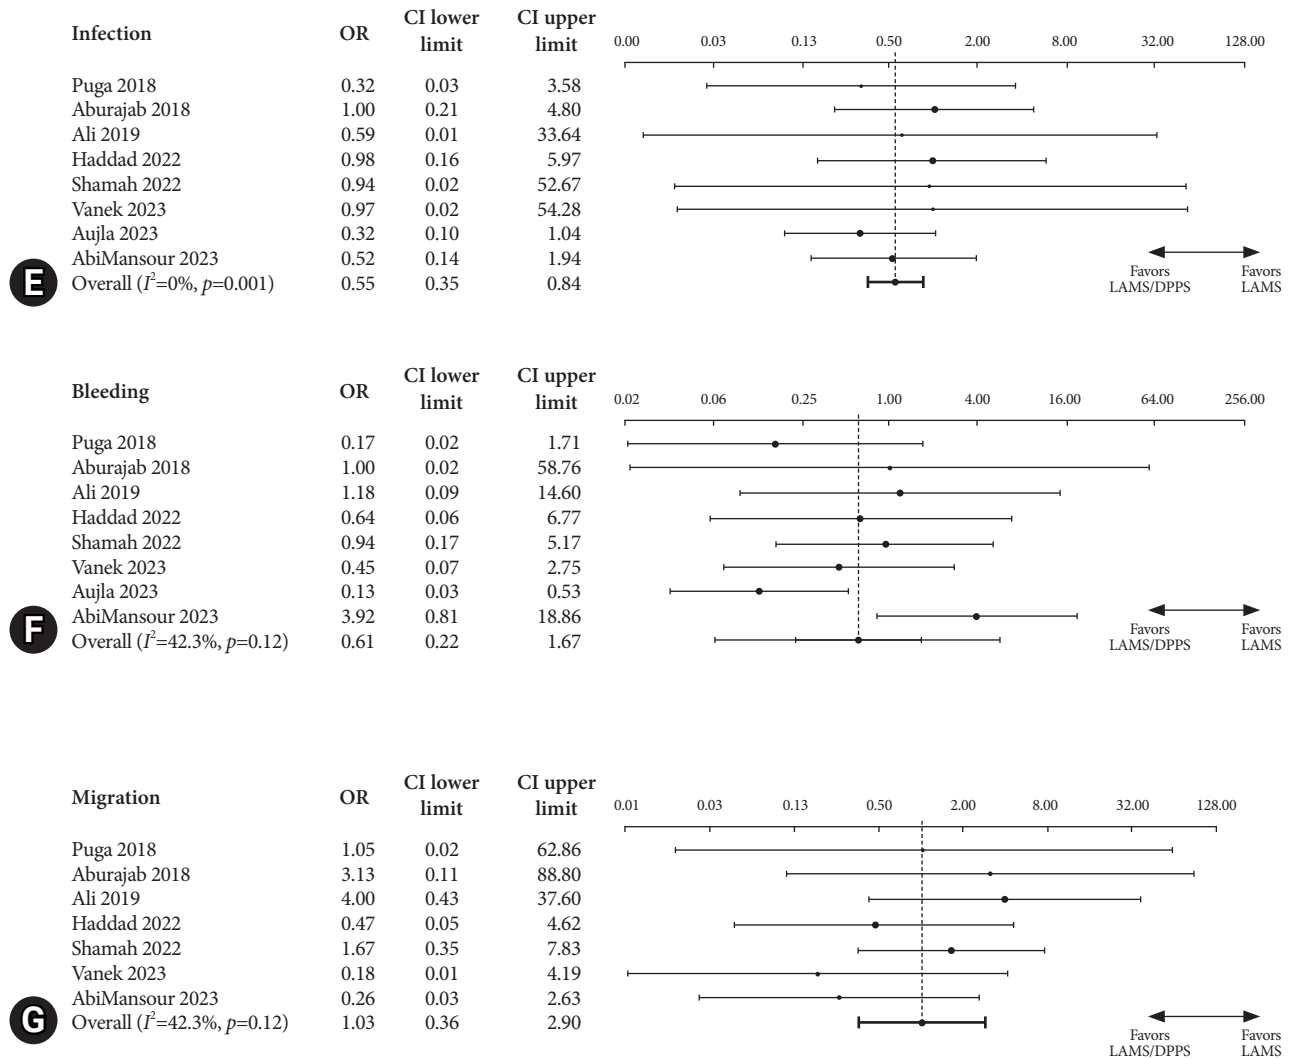 Infection OR CI lower limit CI upper limit 0.00 0.03 0.13 0.50 2.00 8.00 32.00 128.00
Puga 2018 0.32 0.03 3.58
Aburajab 2018 1.00 0.21 4.80
Ali 2019 0.59 0.01 33.64
Haddad 2022 0.98 0.16 5.97
Shamah 2022 0.94 0.02 52.67
Vanek 2023 0.97 0.02 54.28
Aujla 2023 0.32 0.10 1.04
AbiMansour 2023 0.52 0.14 1.94
E Overall (I²=0%, p=0.001) 0.55 0.35 0.84
Favors LAMS/DPPS Favors LAMS
Bleeding OR CI lower limit CI upper limit 0.02 0.06 0.25 1.00 4.00 16.00 64.00 256.00
Puga 2018 0.17 0.02 1.71
Aburajab 2018 1.00 0.02 58.76
Ali 2019 1.18 0.09 14.60
Haddad 2022 0.64 0.06 6.77
Shamah 2022 0.94 0.17 5.17
Vanek 2023 0.45 0.07 2.75
Aujla 2023 0.13 0.03 0.53
AbiMansour 2023 3.92 0.81 18.86
F Overall (I²=42.3%, p=0.12) 0.61 0.22 1.67
Favors LAMS/DPPS Favors LAMS
Migration OR CI lower limit CI upper limit 0.01 0.03 0.13 0.50 2.00 8.00 32.00 128.00
Puga 2018 1.05 0.02 62.86
Aburajab 2018 3.13 0.11 88.80
Ali 2019 4.00 0.43 37.60
Haddad 2022 0.47 0.05 4.62
Shamah 2022 1.67 0.35 7.83
Vanek 2023 0.18 0.01 4.19
AbiMansour 2023 0.26 0.03 2.63
G Overall (I²=42.3%, p=0.12) 1.03 0.36 2.90
Favors LAMS/DPPS Favors LAMS